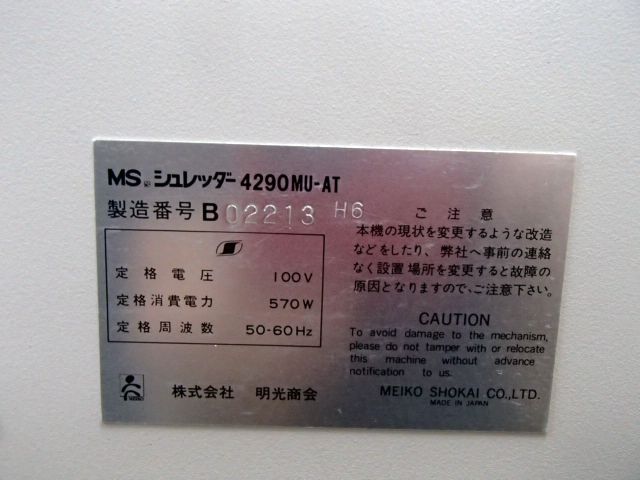 MS シュレッダー 4290MU-AT
製造番号 B 02213 H6
定格電圧 100V
定格消費電力 570W
定格周波数 50-60Hz
株式会社 明光商会
ご注意
本機の現状を変更するような改造
などをしたり、弊社へ事前の連絡
なく設置場所を変更すると故障の
原因となりますので、ご注意下さい。
CAUTION
To avoid damage to the mechanism,
please do not tamper with or relocate
this machine without advance
notification to us.
MEIKO SHOKAI CO.,LTD.
MADE IN JAPAN